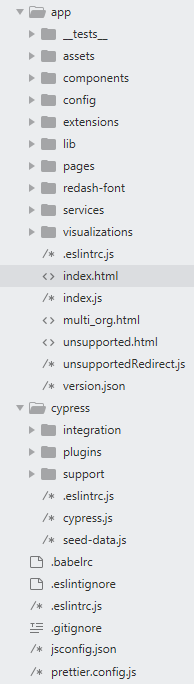 app
__tests__
assets
components
config
extensions
lib
pages
redash-font
services
visualizations
.eslintrc.js
index.html
index.js
multi_org.html
unsupported.html
unsupportedRedirect.js
version.json
cypress
integration
plugins
support
.eslintrc.js
cypress.js
seed-data.js
.babelrc
.eslintignore
.eslintrc.js
.gitignore
jsconfig.json
prettier.config.js